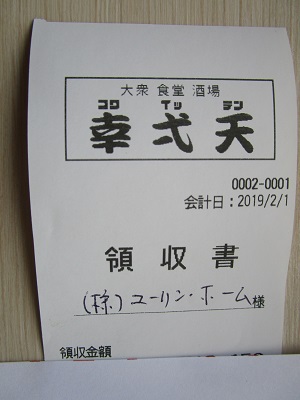 大衆 食堂 酒場
コウ イッ テン
幸弌天
0002-0001
会計日：2019/2/1
領収書
(株)ユーリン・ホーム様
領収金額